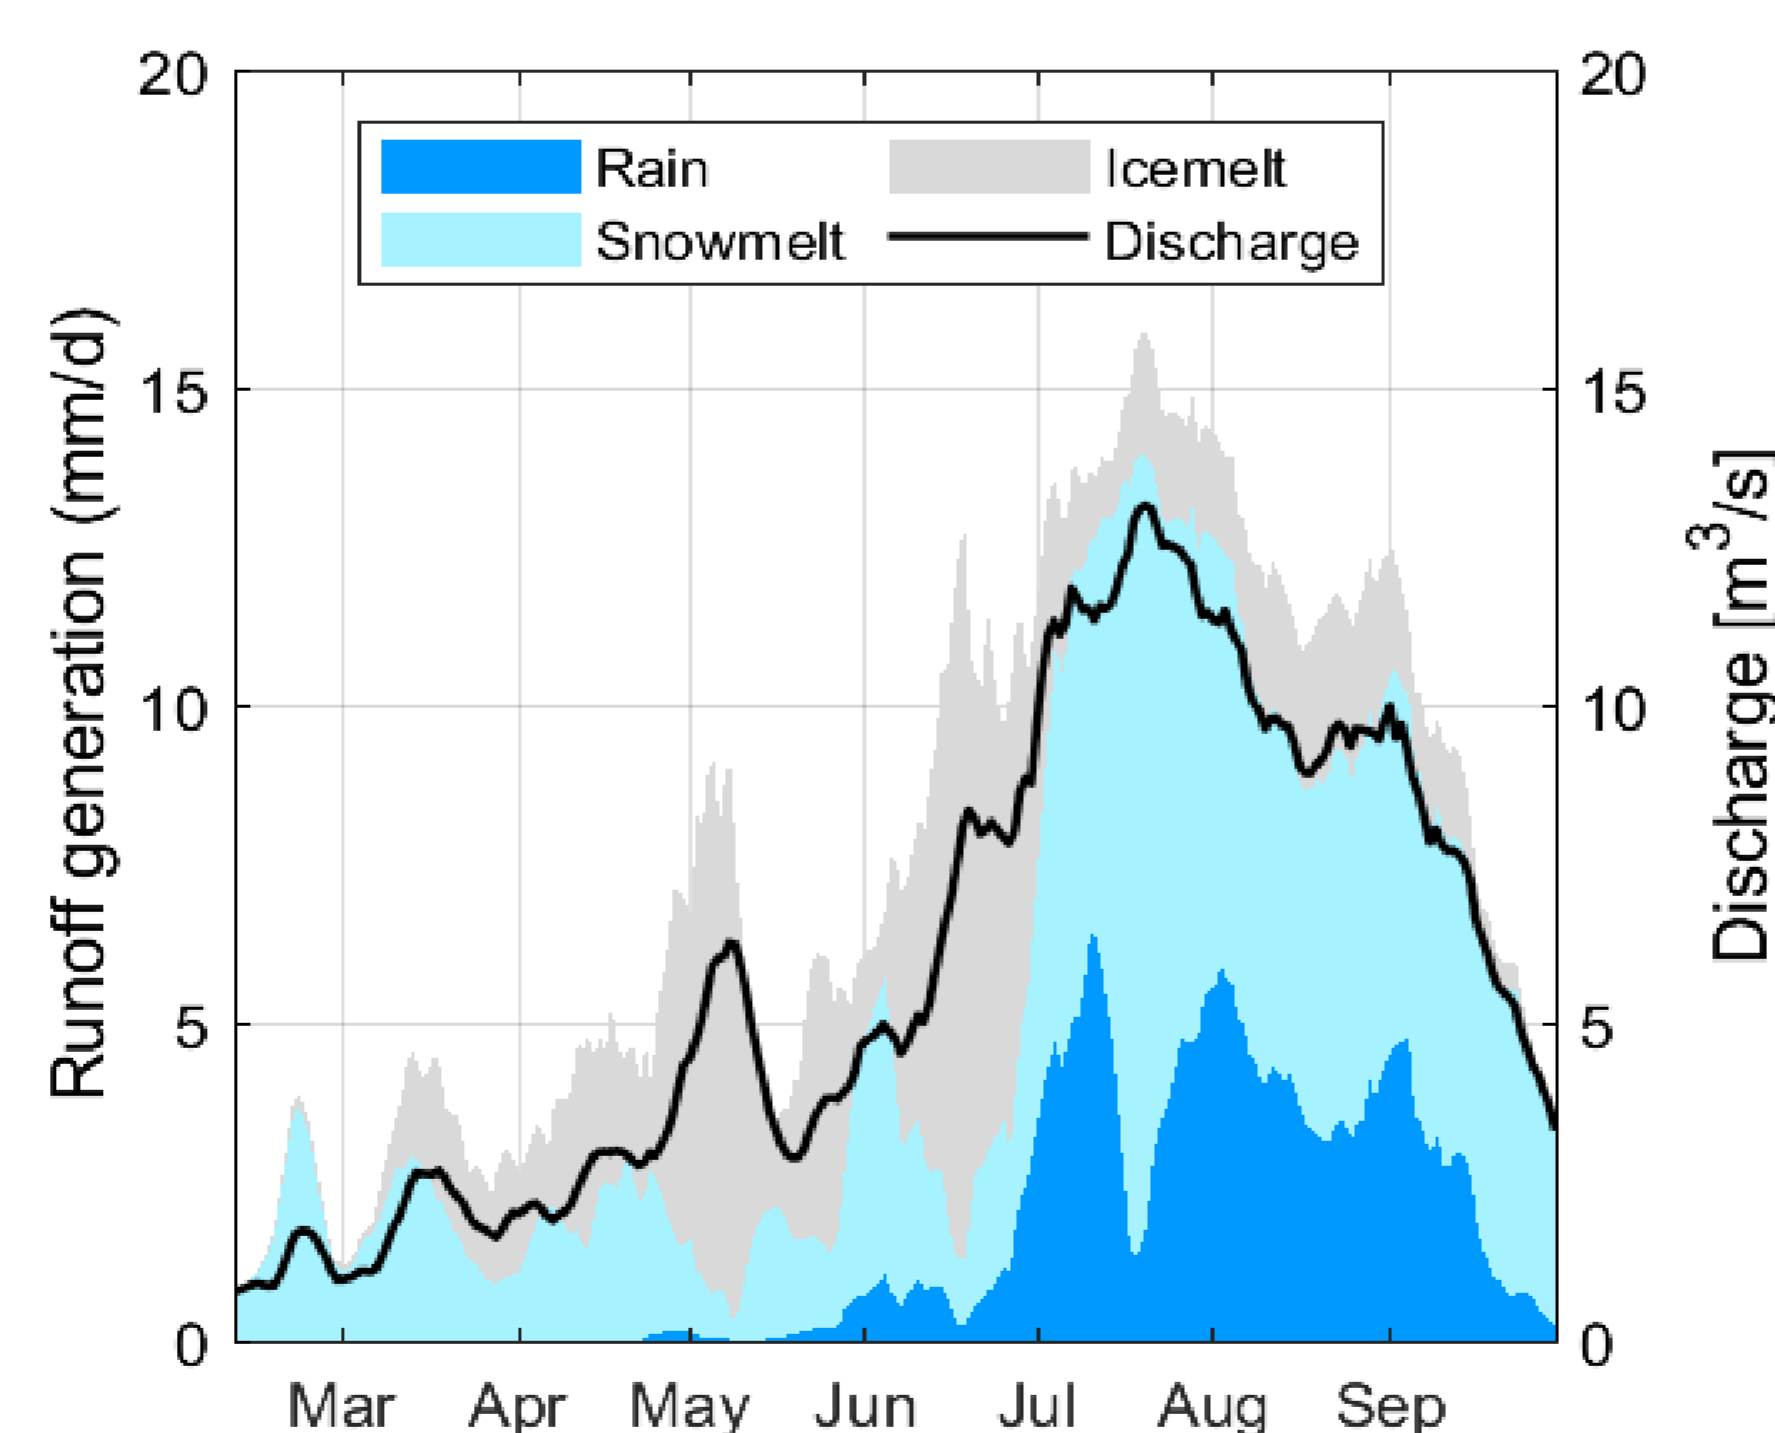 20
15
10
5
0
Runoff generation (mm/d)
Rain
Snowmelt
Icemelt
Discharge
20
15
10
5
0
Discharge [m³/s]
Mar Apr May Jun Jul Aug Sep